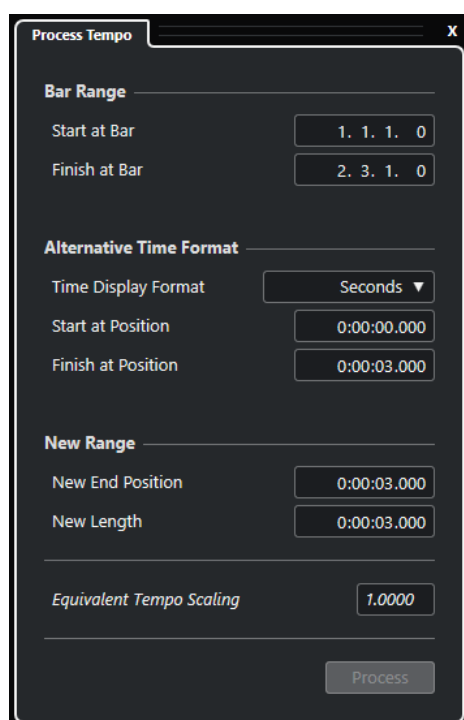 Process Tempo X
Bar Range
Start at Bar 1. 1. 1. 0
Finish at Bar 2. 3. 1. 0
Alternative Time Format
Time Display Format Seconds ▼
Start at Position 0:00:00.000
Finish at Position 0:00:03.000
New Range
New End Position 0:00:03.000
New Length 0:00:03.000
Equivalent Tempo Scaling 1.0000
Process